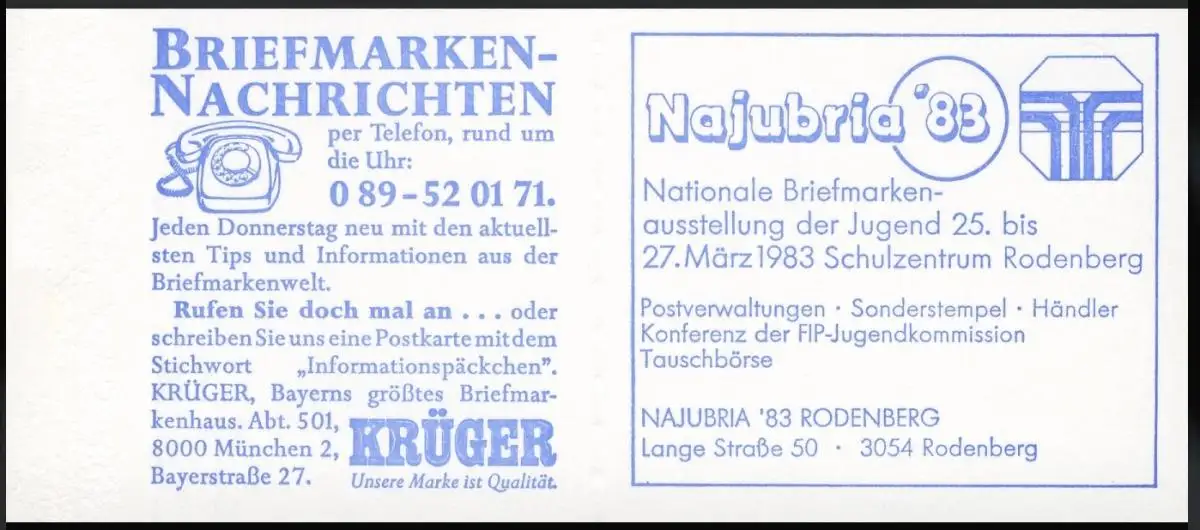 BRIEFMARKEN-
NACHRICHTEN
per Telefon, rund um
die Uhr:
0 89 – 52 01 71.
Jeden Donnerstag neu mit den aktuell-
sten Tips und Informationen aus der
Briefmarkenwelt.
Rufen Sie doch mal an . . . oder
schreiben Sie uns eine Postkarte mit dem
Stichwort „Informationspäckchen".
KRÜGER, Bayerns größtes Briefmar-
kenhaus. Abt. 501,
8000 München 2,
Bayerstraße 27.
KRÜGER
Unsere Marke ist Qualität.
Najubria '83
Nationale Briefmarken-
ausstellung der Jugend 25. bis
27. März 1983 Schulzentrum Rodenberg
Postverwaltungen · Sonderstempel · Händler
Konferenz der FIP-Jugendkommission
Tauschbörse
NAJUBRIA '83 RODENBERG
Lange Straße 50 · 3054 Rodenberg